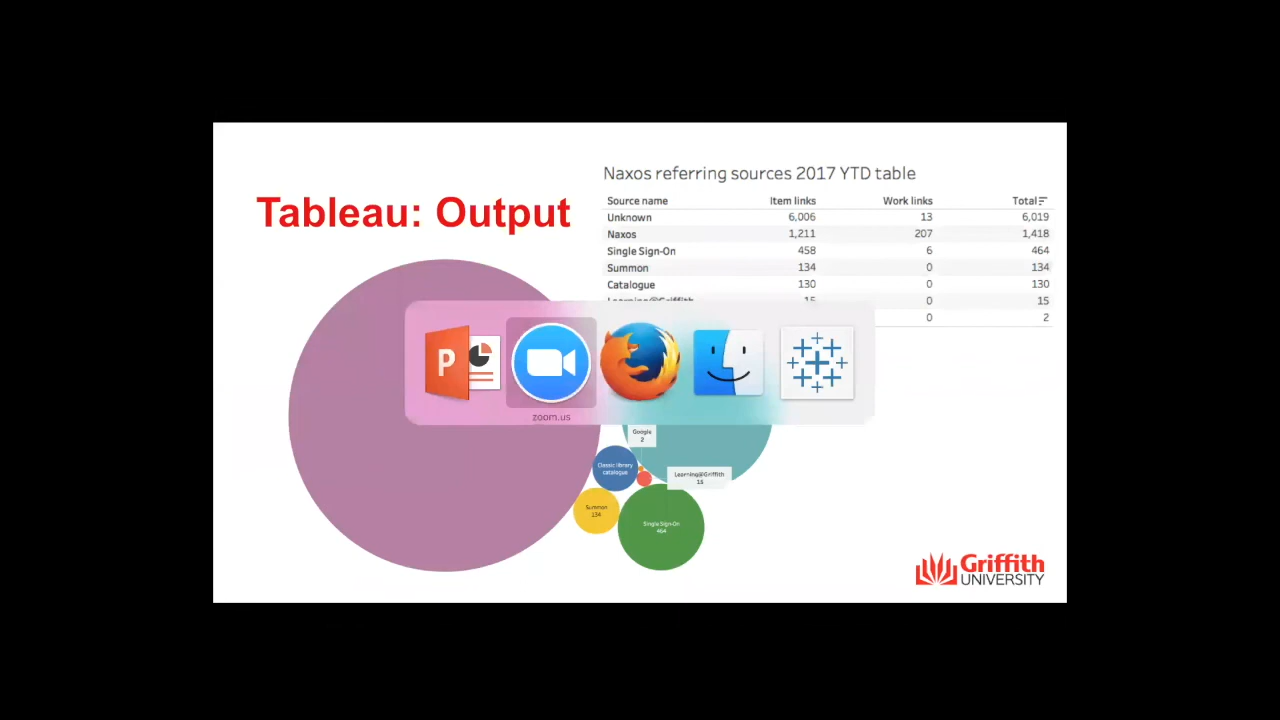 Naxos referring sources 2017 YTD table
Tableau: Output
Source name Item links Work links Total
Unknown 6,006 13 6,019
Naxos 1,211 207 1,418
Single Sign-On 458 6 464
Summon 134 0 134
Catalogue 130 0 130
Learning@Griffith 15 0 15
0 2
P
zoom.us
Google
2
Classic library
catalogue
Learning@Griffith
15
Summon
134
Single Sign-On
464
Griffith
UNIVERSITY